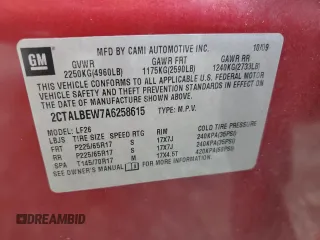 GM
MFD. BY CAMI AUTOMOTIVE INC.
10/09
GVWR
GAWR FRT
GAWR RR
2250KG(4960LB)
1175KG(2590LB)
1240KG(2733LB)
THIS VEHICLE CONFORMS TO ALL APPLICABLE U.S. FEDERAL MOTOR
VEHICLE SAFETY AND THEFT PREVENTION STANDARDS IN EFFECT ON
THE DATE OF MANUFACTURE SHOWN ABOVE.
2CTALBEW7A6258615
TYPE: M.P.V.
MODEL: LF26
LBJS TIRE SIZE SPEED RTG RIM COLD TIRE PRESSURE
FRT P225/65R17 S 17X7J 240KPA(35PSI)
RR P225/65R17 S 17X7J 240KPA(35PSI)
SPA T145/70R17 M 17X4.5T 420KPA(60PSI)
SEE OWNER'S MANUAL
DREAMBID